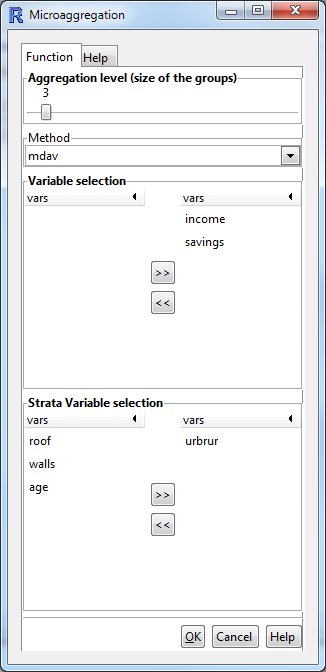 Microaggregation
Function Help
Aggregation level (size of the groups)
3
Method
mdav
Variable selection
vars vars
income
savings
>>
<<
Strata Variable selection
vars vars
roof urbrur
walls
age
>>
<<
OK Cancel Help